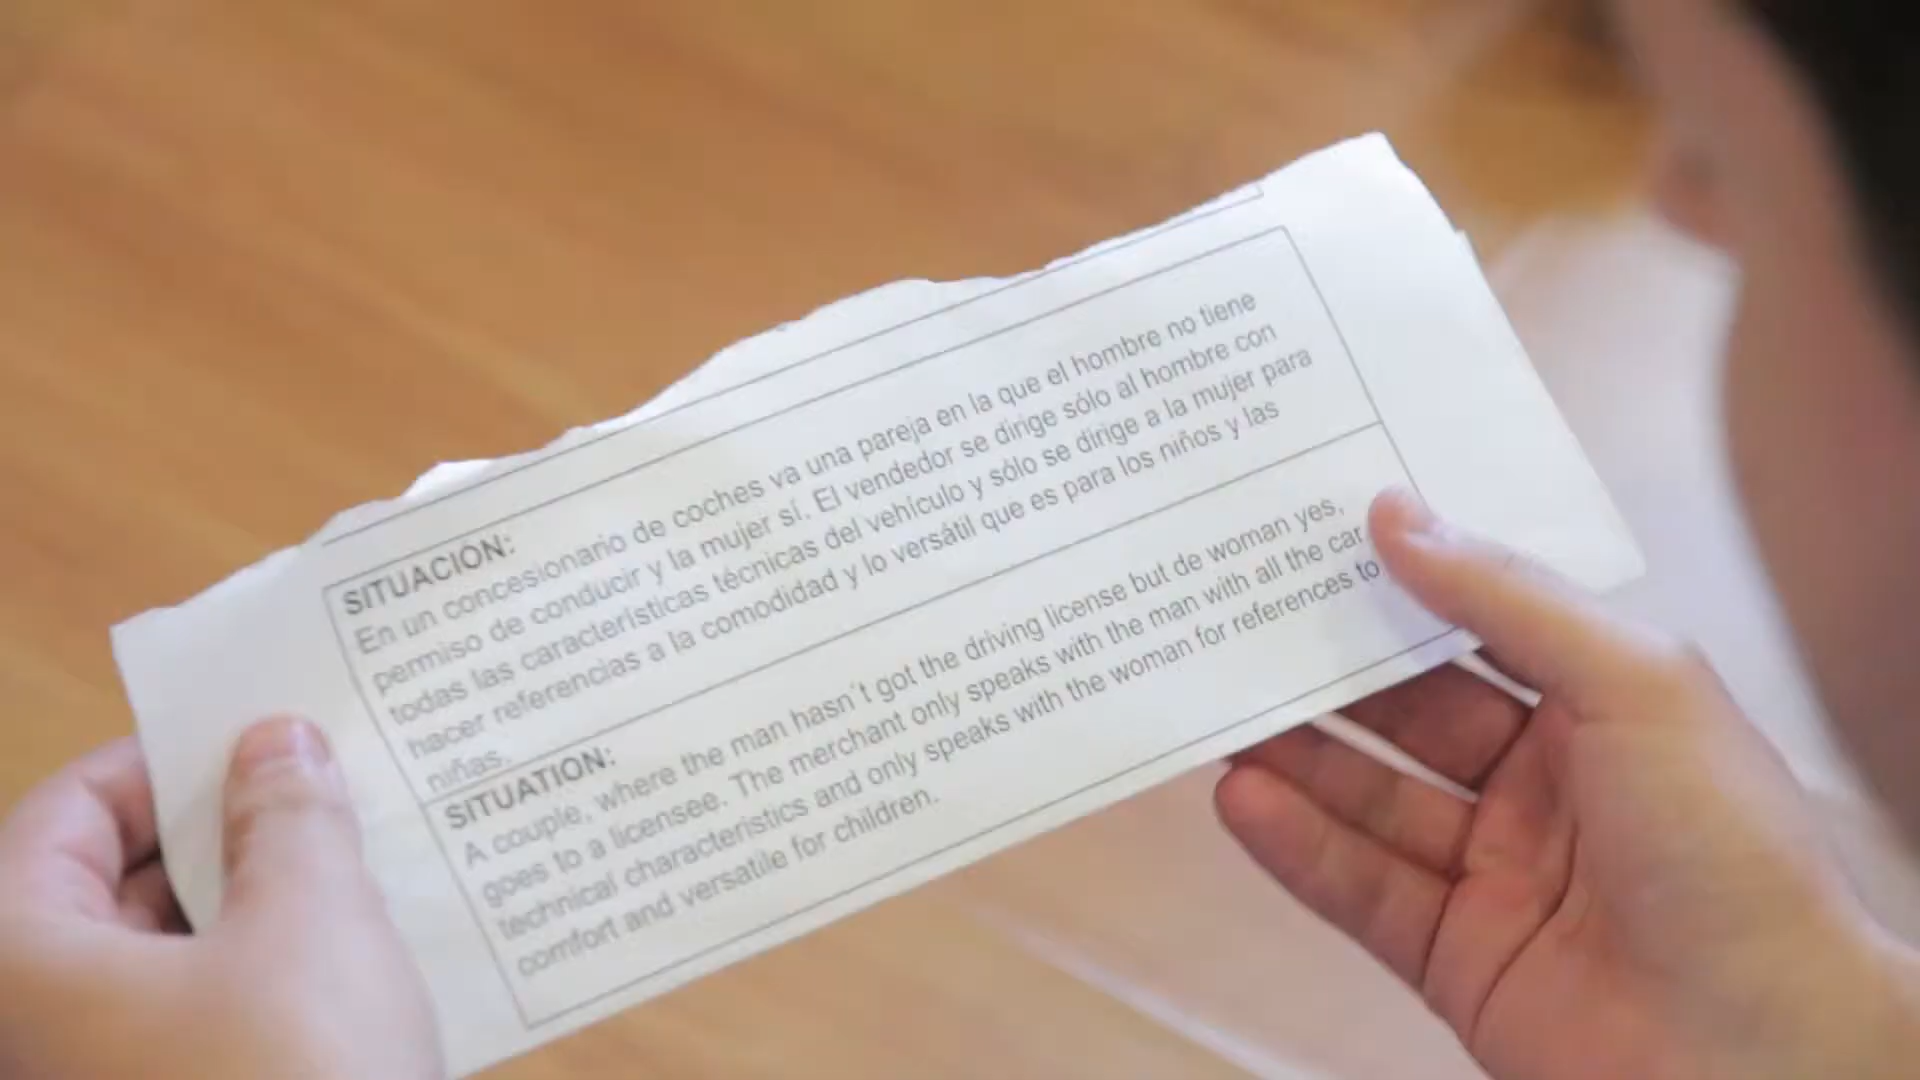 SITUACIÓN:
En un concesionario de coches va una pareja en la que el hombre no tiene
permiso de conducir y la mujer sí. El vendedor se dirige sólo al hombre con
todas las características técnicas del vehículo y sólo se dirige a la mujer para
hacer referencias a la comodidad y lo versátil que es para los niños y las
niñas.
SITUATION:
A couple, where the man hasn´t got the driving license but de woman yes,
goes to a licensee. The merchant only speaks with the man with all the car
technical characteristics and only speaks with the woman for references to
comfort and versatile for children.